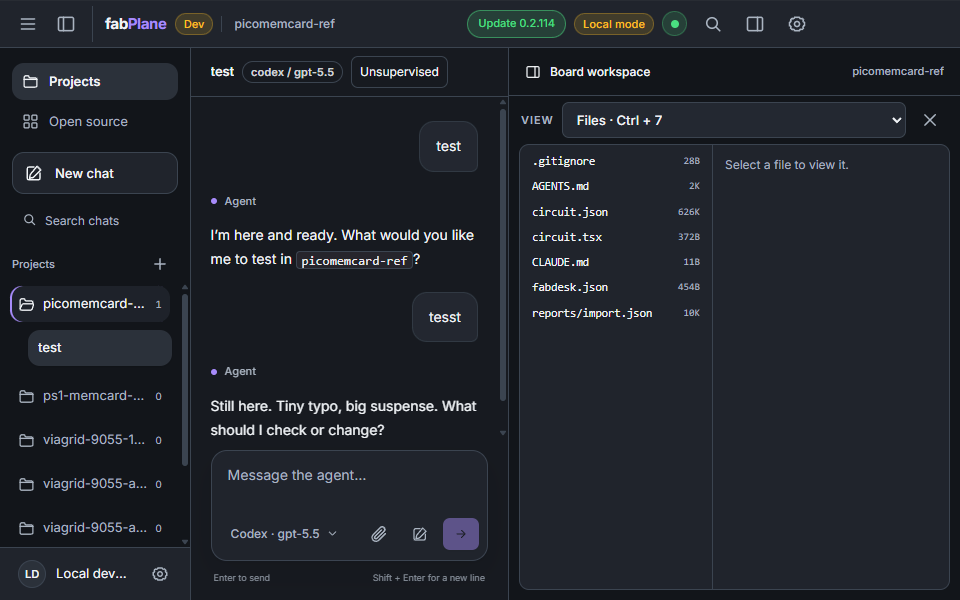 fabPlane Dev picomemcard-ref Update 0.2.114 Local mode
Projects
Open source
New chat
Search chats
Projects
picomemcard-... 1
test
ps1-memcard-... 0
viagrid-9055-1... 0
viagrid-9055-a... 0
viagrid-9055-a... 0
LD Local dev...
test codex / gpt-5.5 Unsupervised
test
Agent
I'm here and ready. What would you like
me to test in picomemcard-ref?
tesst
Agent
Still here. Tiny typo, big suspense. What
should I check or change?
Message the agent...
Codex · gpt-5.5
Enter to send Shift + Enter for a new line
Board workspace picomemcard-ref
VIEW Files · Ctrl + 7
.gitignore 28B
AGENTS.md 2K
circuit.json 626K
circuit.tsx 372B
CLAUDE.md 11B
fabdesk.json 454B
reports/import.json 10K
Select a file to view it.